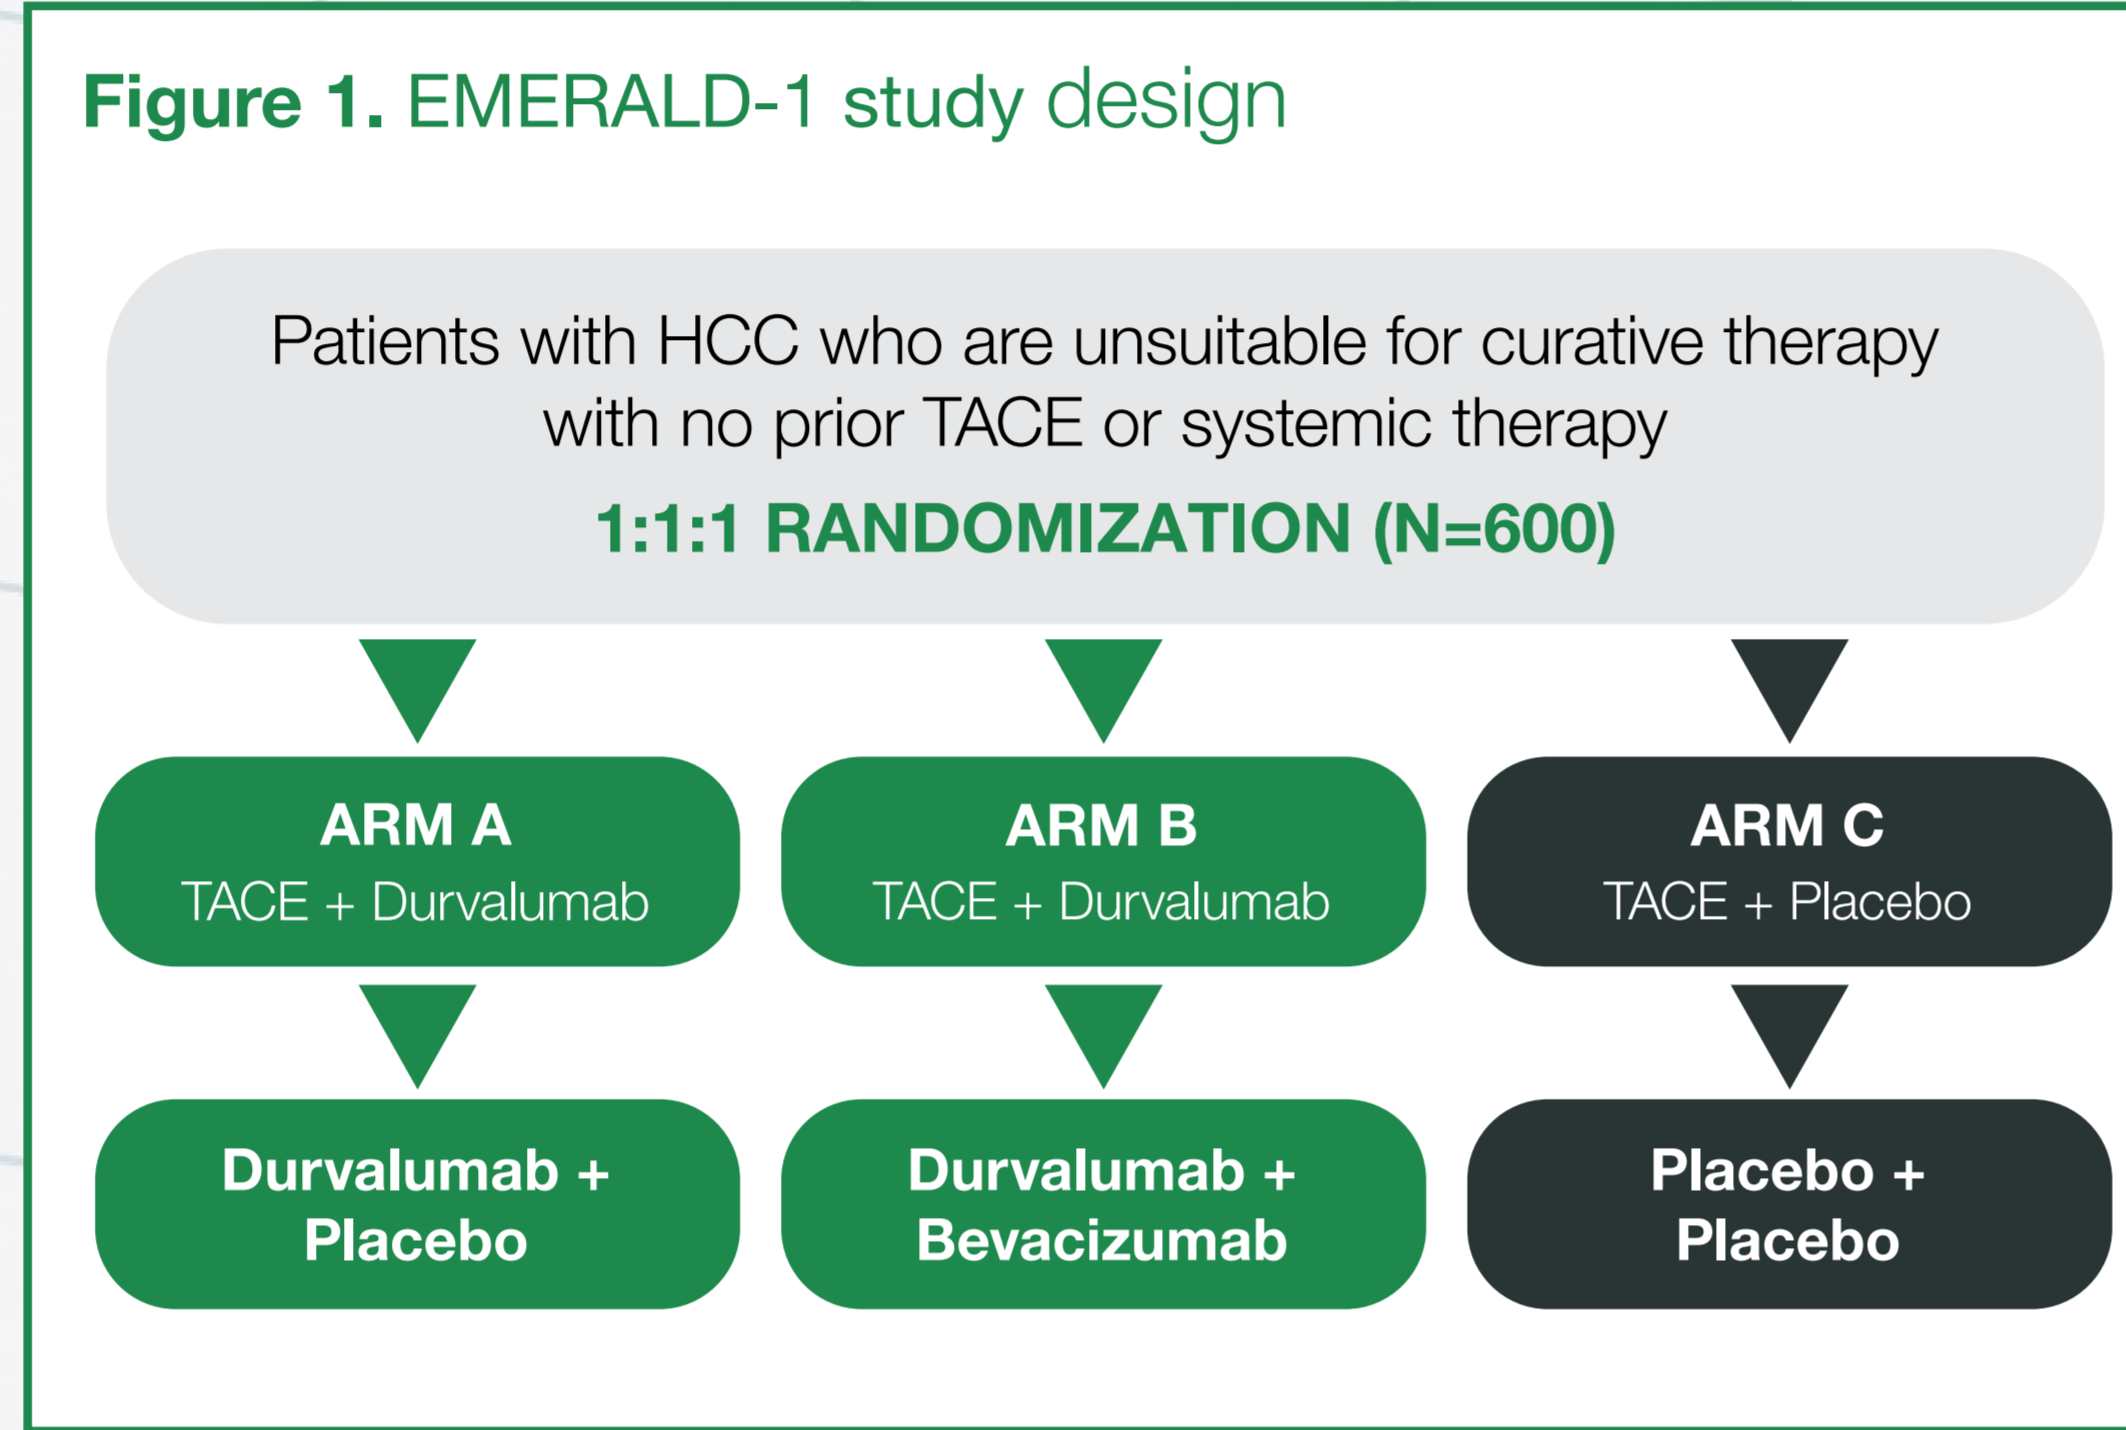 Figure 1. EMERALD-1 study design
Patients with HCC who are unsuitable for curative therapy
with no prior TACE or systemic therapy
1:1:1 RANDOMIZATION (N=600)
ARM A
TACE + Durvalumab
ARM B
TACE + Durvalumab
ARM C
TACE + Placebo
Durvalumab +
Placebo
Durvalumab +
Bevacizumab
Placebo +
Placebo